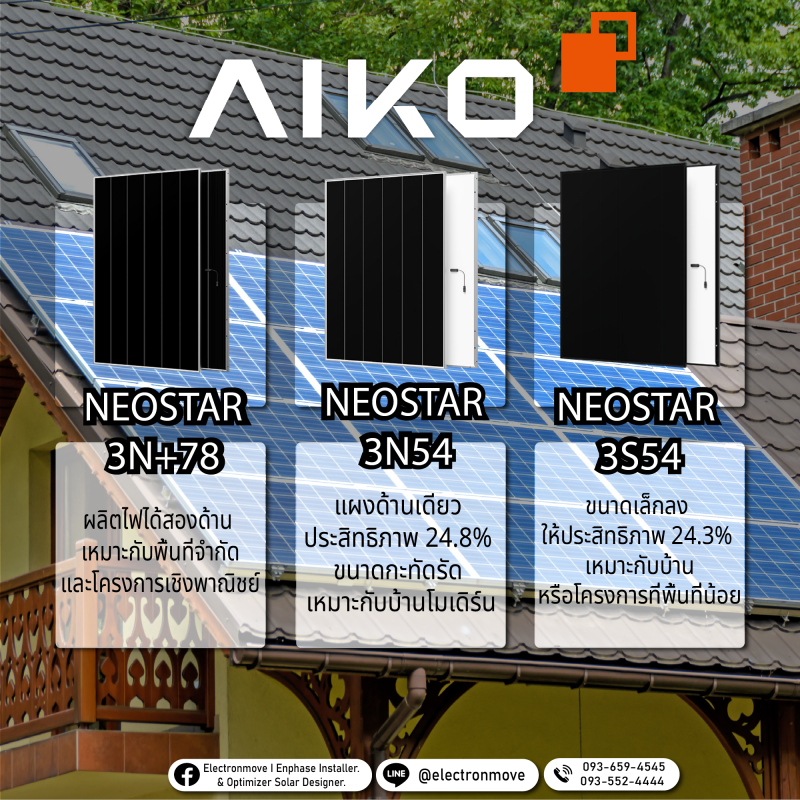 AIKO
NEOSTAR
3N+78
ผลิตไฟได้สองด้าน
เหมาะกับพื้นที่จำกัด
และโครงการเชิงพาณิชย์
NEOSTAR
3N54
แผงด้านเดียว
ประสิทธิภาพ 24.8%
ขนาดกะทัดรัด
เหมาะกับบ้านโมเดิร์น
NEOSTAR
3S54
ขนาดเล็กลง
ให้ประสิทธิภาพ 24.3%
เหมาะกับบ้าน
หรือโครงการที่พื้นที่น้อย
Electronmove I Enphase Installer.
& Optimizer Solar Designer.
LINE
@electronmove
093-659-4545
093-552-4444